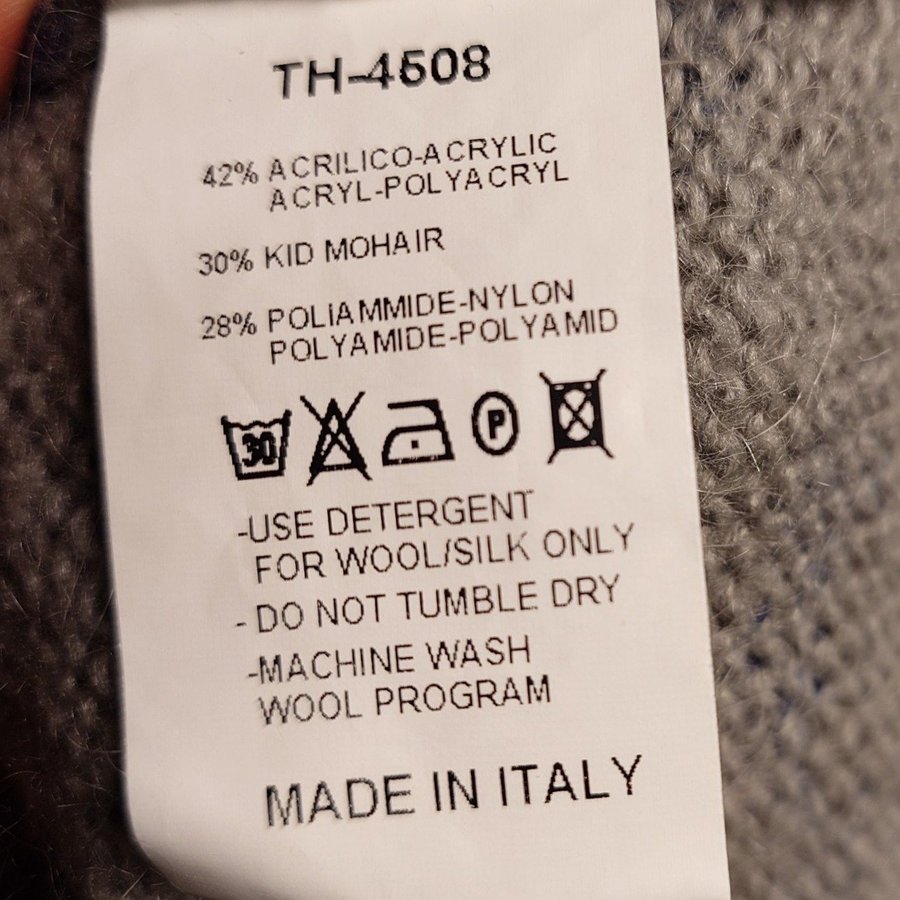 TH-4608
42% ACRILICO-ACRYLIC
ACRYL-POLYACRYL
30% KID MOHAIR
28% POLIAMMIDE-NYLON
POLYAMIDE-POLYAMID
30 P
-USE DETERGENT
FOR WOOL/SILK ONLY
- DO NOT TUMBLE DRY
-MACHINE WASH
WOOL PROGRAM
MADE IN ITALY